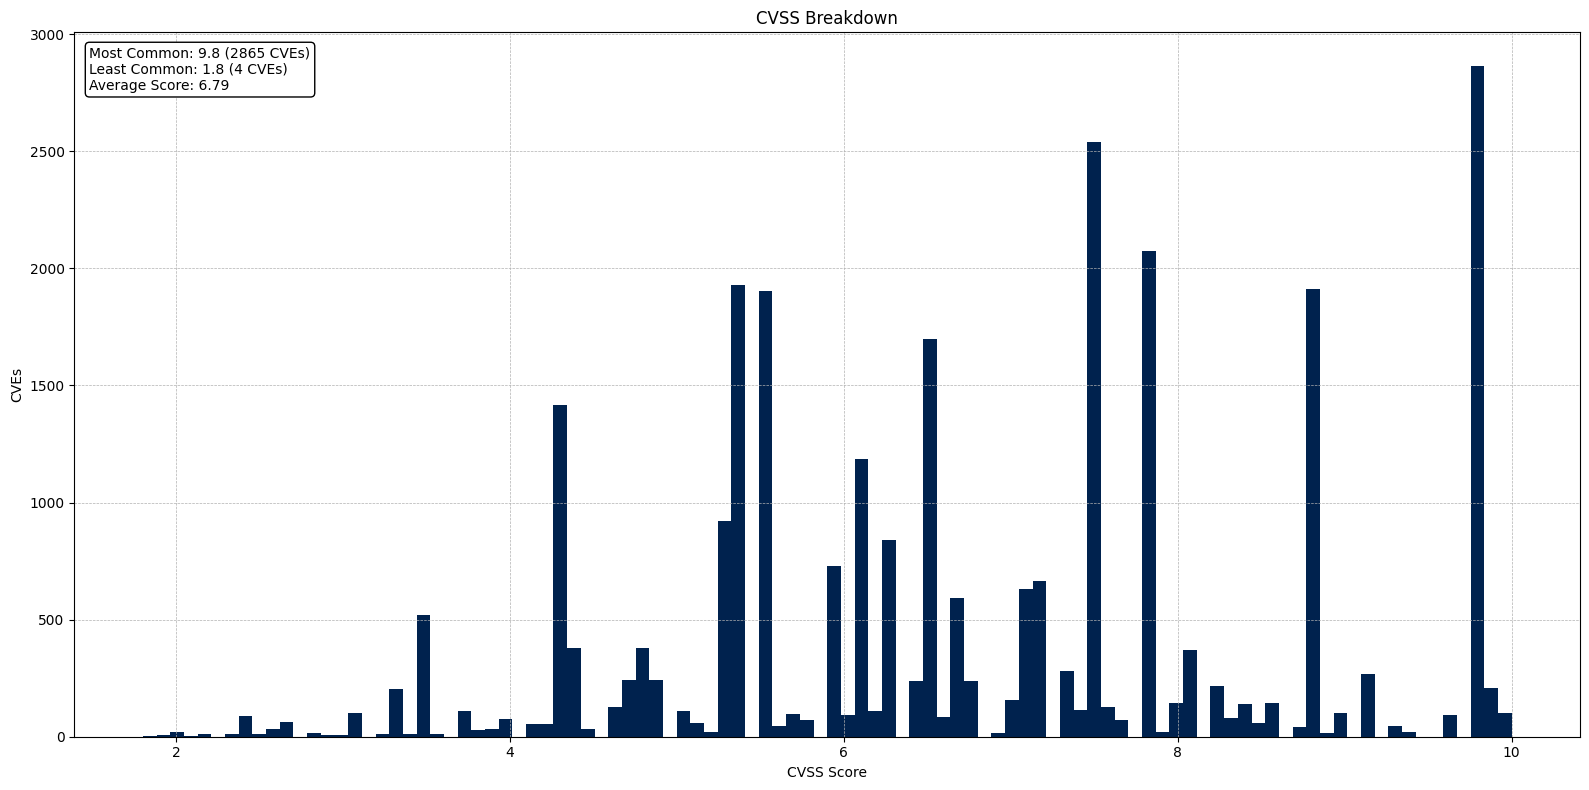 CVSS Breakdown
Most Common: 9.8 (2865 CVEs)
Least Common: 1.8 (4 CVEs)
Average Score: 6.79
3000
2500
2000
1500
1000
500
0
CVEs
2 4 6 8 10
CVSS Score